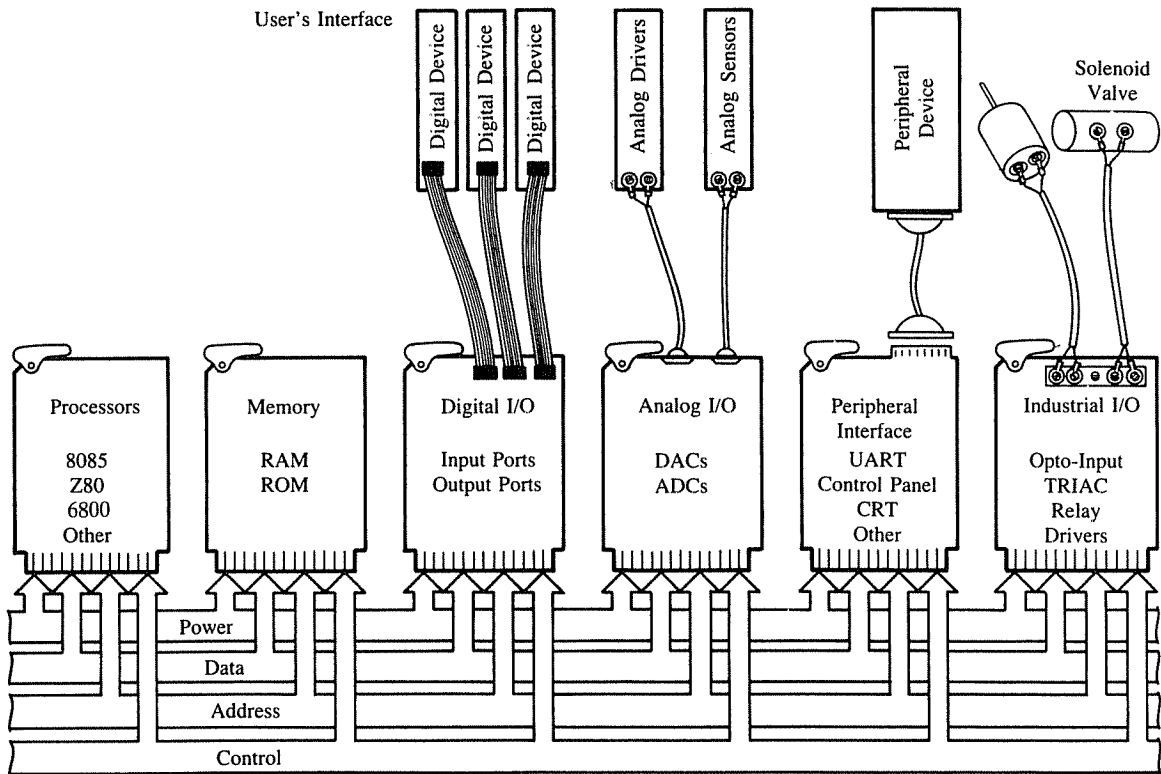 User's Interface
Digital Device
Digital Device
Digital Device
Analog Drivers
Analog Sensors
Peripheral
Device
Solenoid
Valve
Processors
8085
Z80
6800
Other
Memory
RAM
ROM
Digital I/O
Input Ports
Output Ports
Analog I/O
DACs
ADCs
Peripheral
Interface
UART
Control Panel
CRT
Other
Industrial I/O
Opto-Input
TRIAC
Relay
Drivers
Power
Data
Address
Control